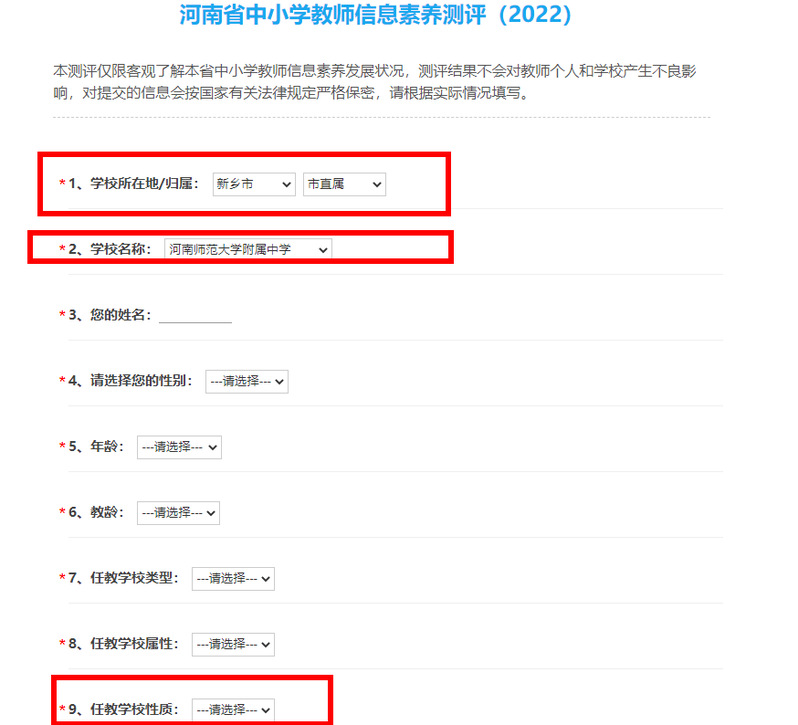 河南省中小学教师信息素养测评（2022）
本测评仅限客观了解本省中小学教师信息素养发展状况，测评结果不会对教师个人和学校产生不良影
响，对提交的信息会按国家有关法律规定严格保密，请根据实际情况填写。
*1、学校所在地/归属： 新乡市 市直属
*2、学校名称： 河南师范大学附属中学
*3、您的姓名：
*4、请选择您的性别： ---请选择---
*5、年龄： ---请选择---
*6、教龄： ---请选择---
*7、任教学校类型： ---请选择---
*8、任教学校属性： ---请选择---
*9、任教学校性质： ---请选择---